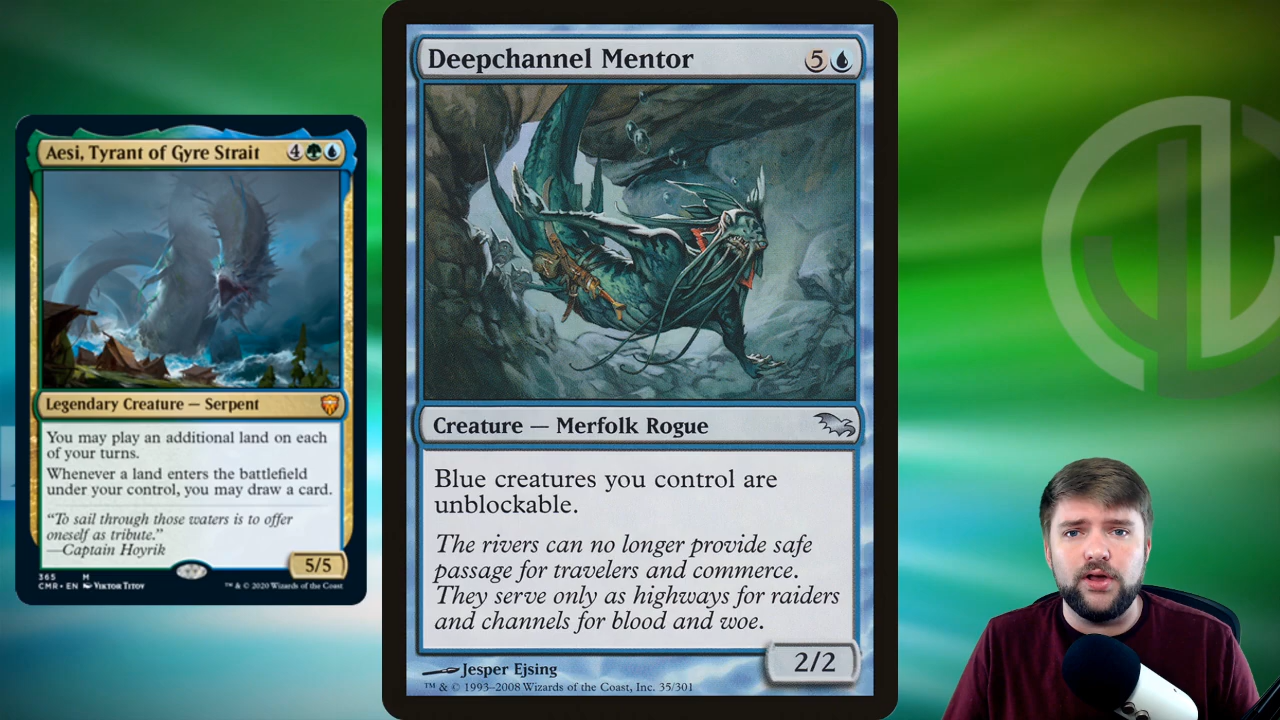 Aesi, Tyrant of Gyre Strait 4
Legendary Creature — Serpent
You may play an additional land on each
of your turns.
Whenever a land enters the battlefield
under your control, you may draw a card.
“To sail through those waters is to offer
oneself as tribute.”
—Captain Hoyrik
5/5
365 M
CMR • EN Viktor Titov ™ & © 2020 Wizards of the Coast
Deepchannel Mentor 5
Creature — Merfolk Rogue
Blue creatures you control are
unblockable.
The rivers can no longer provide safe
passage for travelers and commerce.
They serve only as highways for raiders
and channels for blood and woe.
2/2
Jesper Ejsing
™ & © 1993–2008 Wizards of the Coast, Inc. 35/301